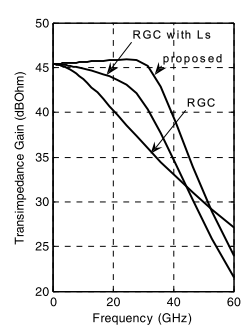 50
RGC with Ls
45
proposed
40
RGC
35
30
25
20
0
20
40
60
Transimpedance Gain (dBOhm)
Frequency (GHz)